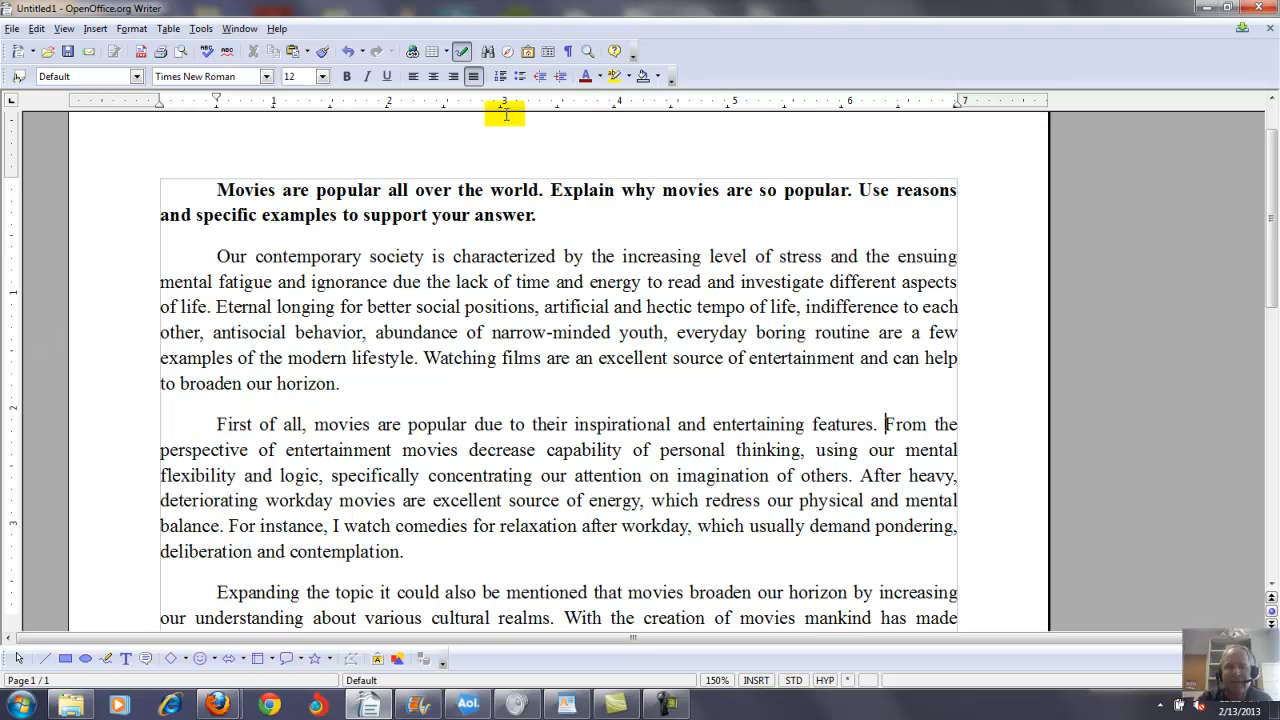 Untitled1 - OpenOffice.org Writer
File Edit View Insert Format Table Tools Window Help
Default Times New Roman 12
1 2 3 4 5 6 7
Movies are popular all over the world. Explain why movies are so popular. Use reasons
and specific examples to support your answer.
Our contemporary society is characterized by the increasing level of stress and the ensuing
mental fatigue and ignorance due the lack of time and energy to read and investigate different aspects
of life. Eternal longing for better social positions, artificial and hectic tempo of life, indifference to each
other, antisocial behavior, abundance of narrow-minded youth, everyday boring routine are a few
examples of the modern lifestyle. Watching films are an excellent source of entertainment and can help
to broaden our horizon.
First of all, movies are popular due to their inspirational and entertaining features. From the
perspective of entertainment movies decrease capability of personal thinking, using our mental
flexibility and logic, specifically concentrating our attention on imagination of others. After heavy,
deteriorating workday movies are excellent source of energy, which redress our physical and mental
balance. For instance, I watch comedies for relaxation after workday, which usually demand pondering,
deliberation and contemplation.
Expanding the topic it could also be mentioned that movies broaden our horizon by increasing
our understanding about various cultural realms. With the creation of movies mankind has made
Page 1 / 1 Default 150% INSRT STD HYP *
Aol.
2/13/2013